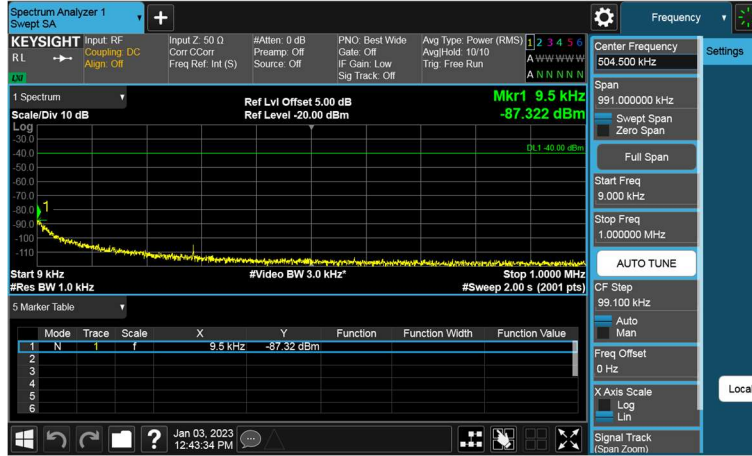 Spectrum Analyzer 1
Swept SA
Frequency
KEYSIGHT
RL
LXI
Input: RF
Coupling: DC
Align: Off
Input Z: 50 Ω
Corr CCorr
Freq Ref: Int (S)
#Atten: 0 dB
Preamp: Off
Source: Off
PNO: Best Wide
Gate: Off
IF Gain: Low
Sig Track: Off
Avg Type: Power (RMS)
Avg|Hold: 10/10
Trig: Free Run
1 2 3 4 5 6
A W W W W W
A N N N N N
Center Frequency
504.500 kHz
Settings
Span
991.000000 kHz
Swept Span
Zero Span
Full Span
Start Freq
9.000 kHz
Stop Freq
1.000000 MHz
AUTO TUNE
CF Step
99.100 kHz
Auto
Man
Freq Offset
0 Hz
X Axis Scale
Log
Lin
Signal Track
(Span Zoom)
Local
1 Spectrum
Scale/Div 10 dB
Ref Lvl Offset 5.00 dB
Ref Level -20.00 dBm
Mkr1 9.5 kHz
-87.322 dBm
Log
-30.0
-40.0
-50.0
-60.0
-70.0
-80.0
-90.0
-100
-110
DL1 -40.00 dBm
1
Start 9 kHz
#Video BW 3.0 kHz*
Stop 1.0000 MHz
#Res BW 1.0 kHz
#Sweep 2.00 s (2001 pts)
5 Marker Table
Mode Trace Scale X Y Function Function Width Function Value
1 N 1 f 9.5 kHz -87.32 dBm
2
3
4
5
6
?
Jan 03, 2023
12:43:34 PM